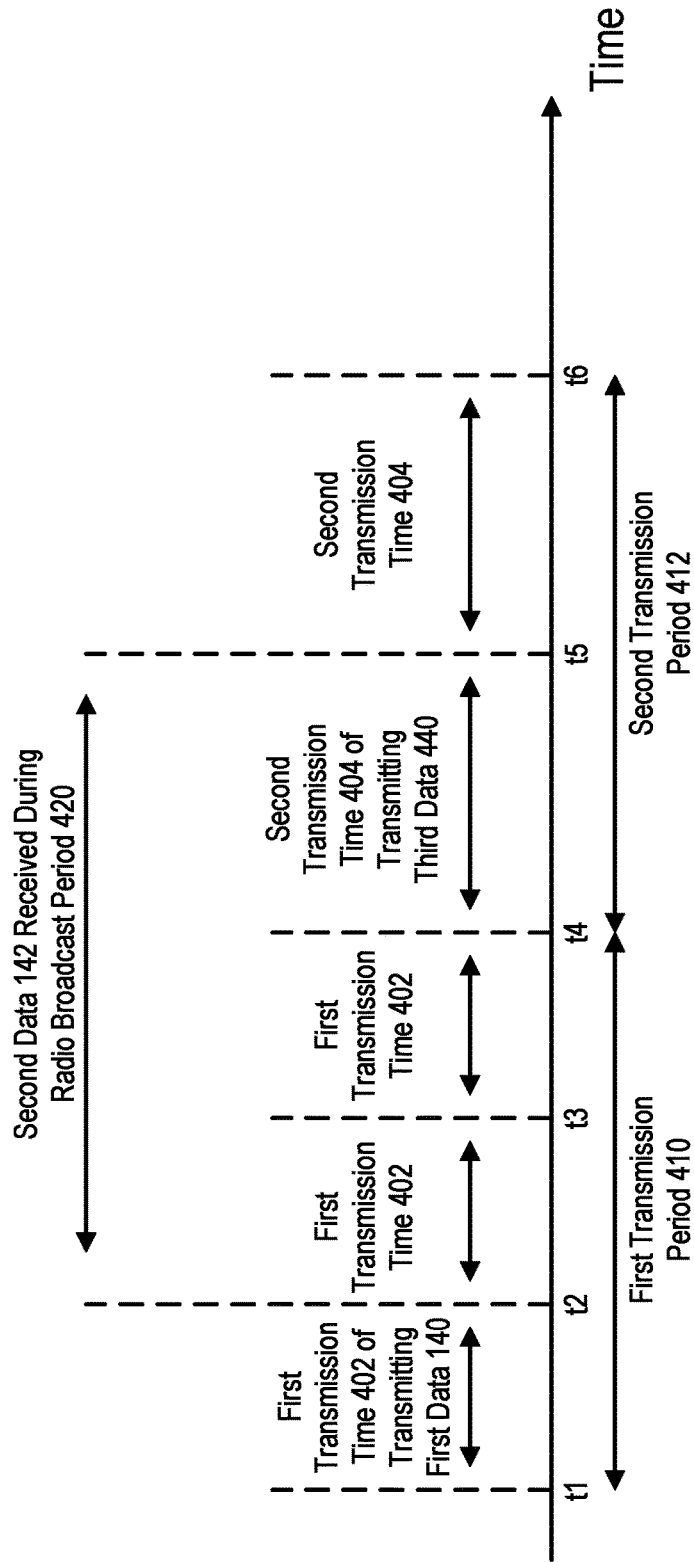 Second Data 142 Received During
Radio Broadcast Period 420
First
Transmission
Time 402 of
Transmitting
First Data 140
First
Transmission
Time 402
First
Transmission
Time 402
Second
Transmission
Time 404 of
Transmitting
Third Data 440
Second
Transmission
Time 404
t1
t2
t3
t4
t5
t6
Time
First Transmission
Period 410
Second Transmission
Period 412